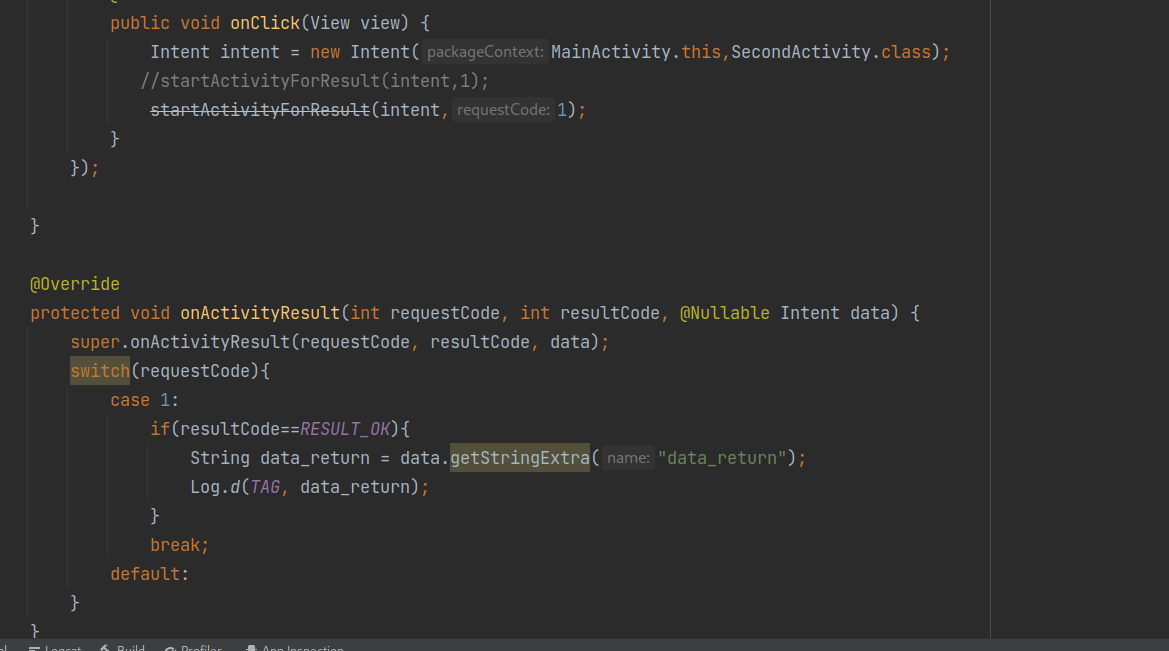 public void onClick(View view) {
Intent intent = new Intent( packageContext: MainActivity.this,SecondActivity.class);
//startActivityForResult(intent,1);
startActivityForResult(intent, requestCode: 1);
}
});
}
@Override
protected void onActivityResult(int requestCode, int resultCode, @Nullable Intent data) {
super.onActivityResult(requestCode, resultCode, data);
switch(requestCode){
case 1:
if(resultCode==RESULT_OK){
String data_return = data.getStringExtra( name: "data_return");
Log.d(TAG, data_return);
}
break;
default:
}
}
Logcat Build Profiler App Inspection